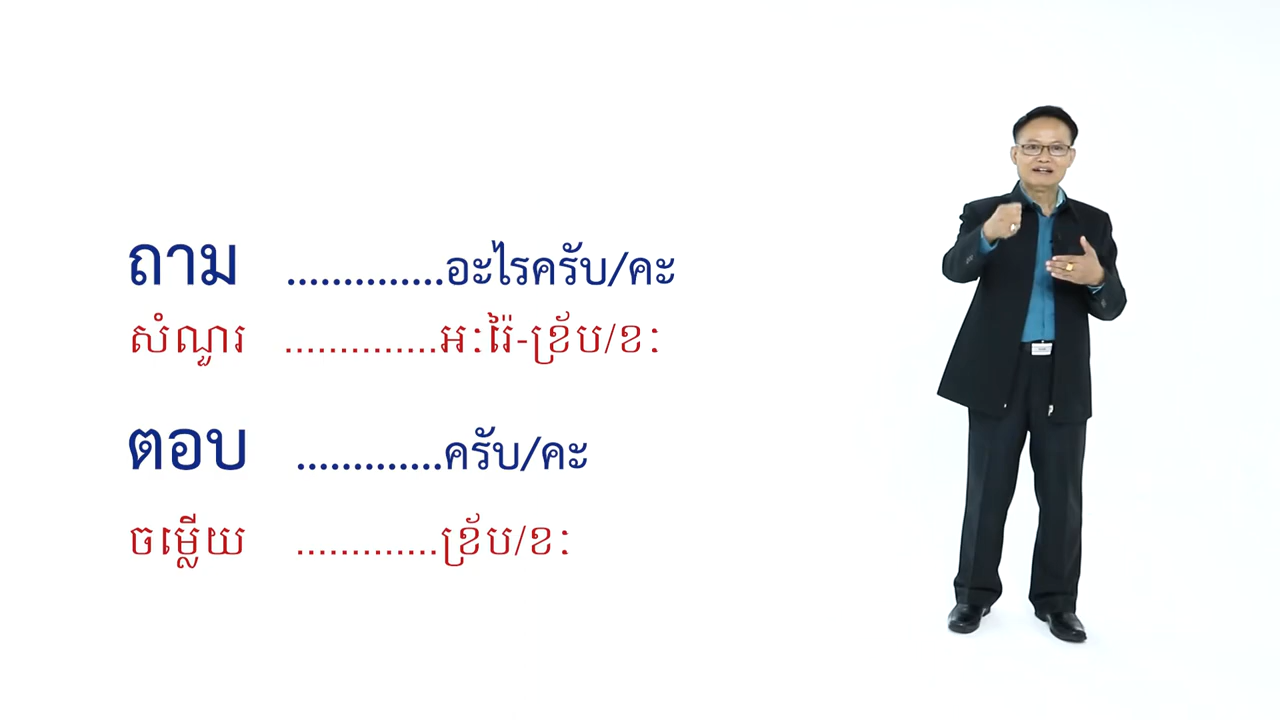 ถาม ..............อะไรครับ/คะ
សំណួរ ..............អៈរ៉ៃ-ខ្រ័ប/ខៈ
ตอบ .............ครับ/คะ
ចម្លើយ .............ខ្រ័ប/ខៈ